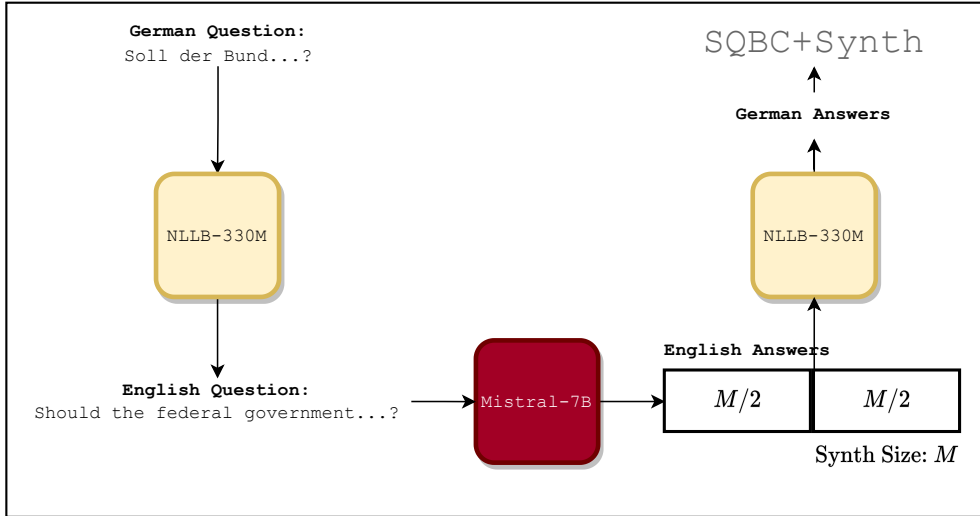 German Question:
Soll der Bund...?
NLLB-330M
English Question:
Should the federal government...?
Mistral-7B
English Answers
M/2
M/2
Synth Size: M
NLLB-330M
German Answers
SQBC+Synth